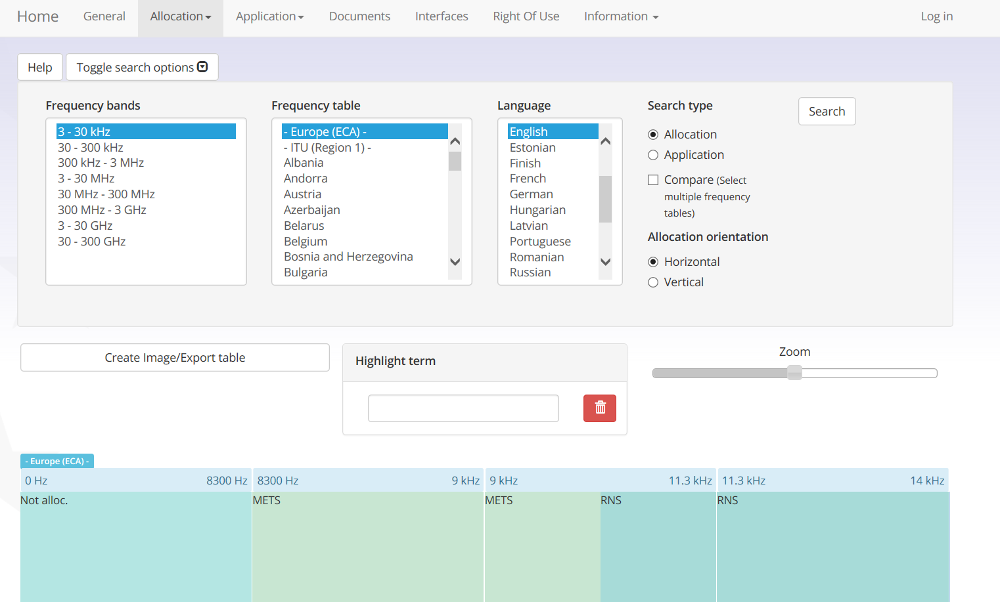 Home General Allocation Application Documents Interfaces Right Of Use Information Log in
Help Toggle search options
Frequency bands
3 - 30 kHz
30 - 300 kHz
300 kHz - 3 MHz
3 - 30 MHz
30 MHz - 300 MHz
300 MHz - 3 GHz
3 - 30 GHz
30 - 300 GHz
Frequency table
- Europe (ECA) -
- ITU (Region 1) -
Albania
Andorra
Austria
Azerbaijan
Belarus
Belgium
Bosnia and Herzegovina
Bulgaria
Language
English
Estonian
Finish
French
German
Hungarian
Latvian
Portuguese
Romanian
Russian
Search type
Allocation
Application
Compare (Select
multiple frequency
tables)
Allocation orientation
Horizontal
Vertical
Search
Create Image/Export table
Highlight term
Zoom
- Europe (ECA) -
0 Hz 8300 Hz 8300 Hz 9 kHz 9 kHz 11.3 kHz 11.3 kHz 14 kHz
Not alloc. METS METS RNS RNS